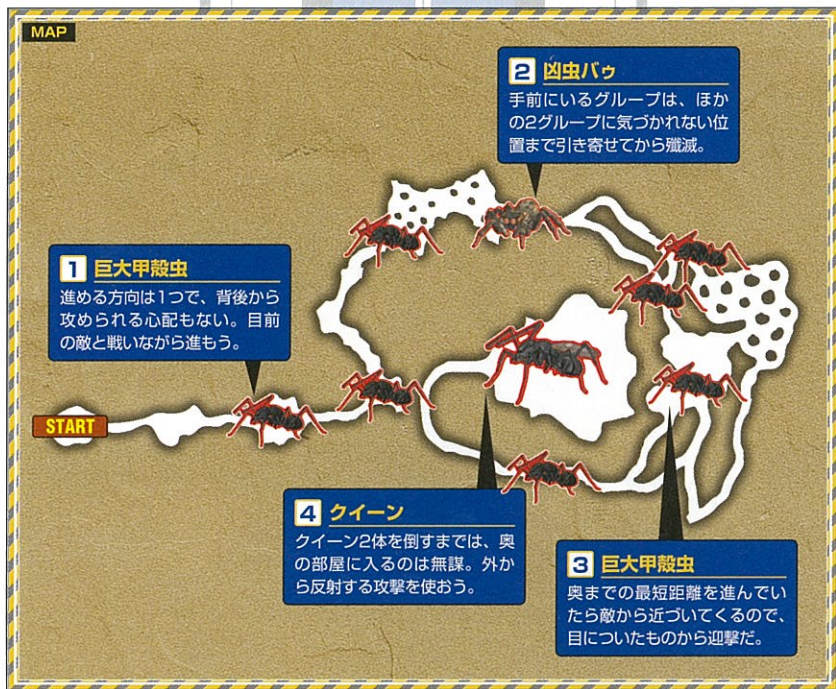 MAP
2 凶虫バゥ
手前にいるグループは、ほか
の2グループに気づかれない位
置まで引き寄せてから殲滅。
1 巨大甲殻虫
進める方向は1つで、背後から
攻められる心配もない。目前
の敵と戦いながら進もう。
START
4 クイーン
クイーン2体を倒すまでは、奥
の部屋に入るのは無謀。外か
ら反射する攻撃を使おう。
3 巨大甲殻虫
奥までの最短距離を進んでい
たら敵から近づいてくるので、
目についたものから迎撃だ。